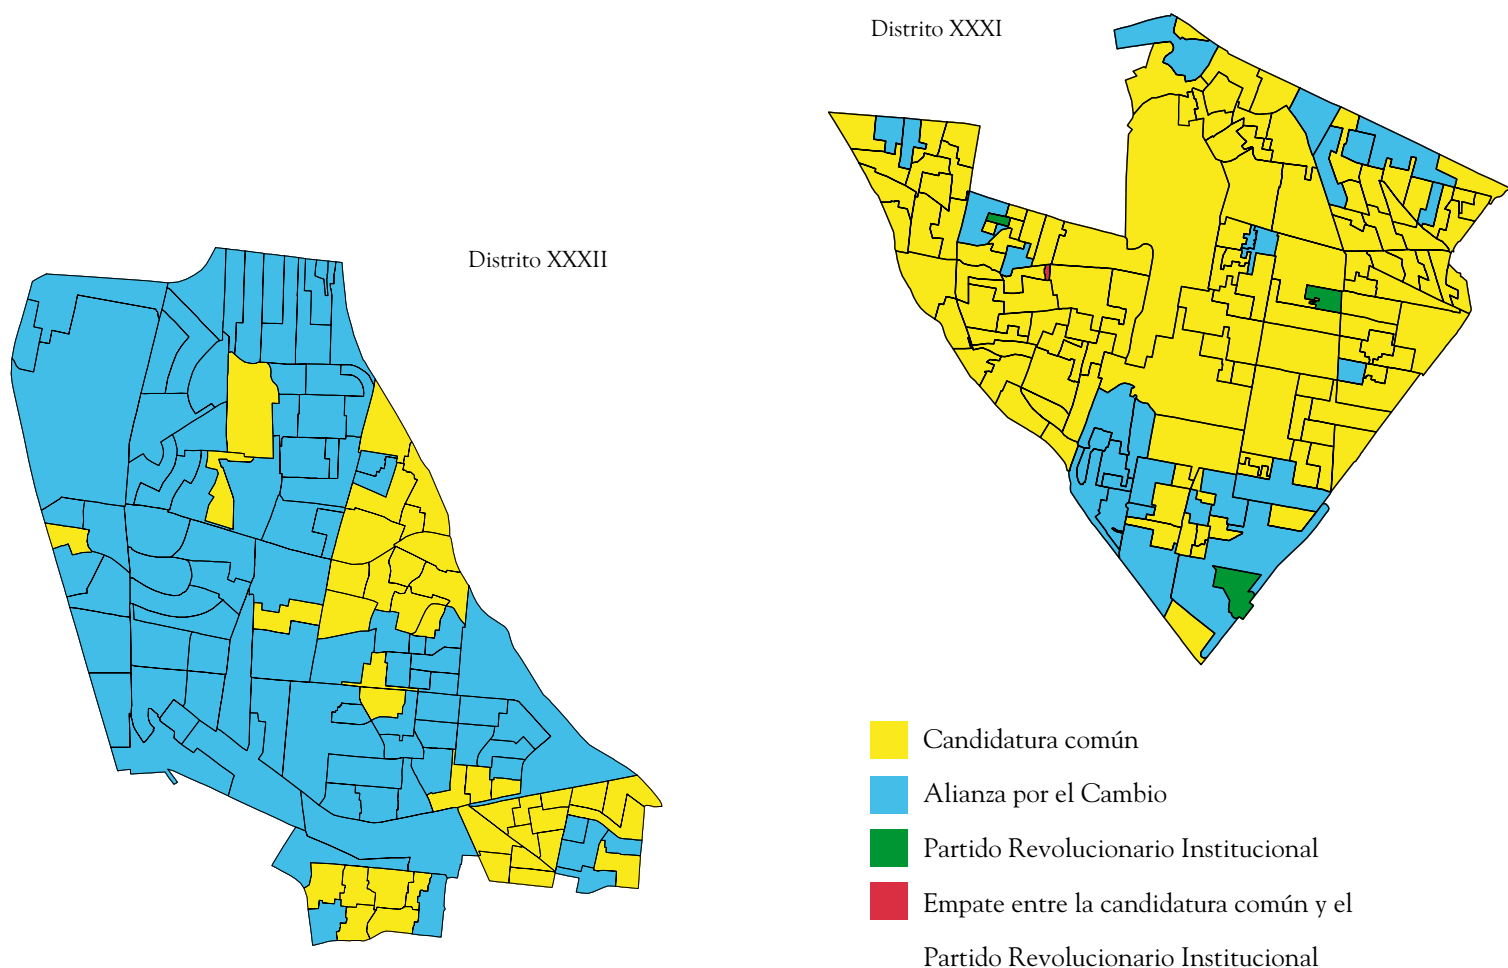 Distrito XXXI
Distrito XXXII
Candidatura común
Alianza por el Cambio
Partido Revolucionario Institucional
Empate entre la candidatura común y el
Partido Revolucionario Institucional